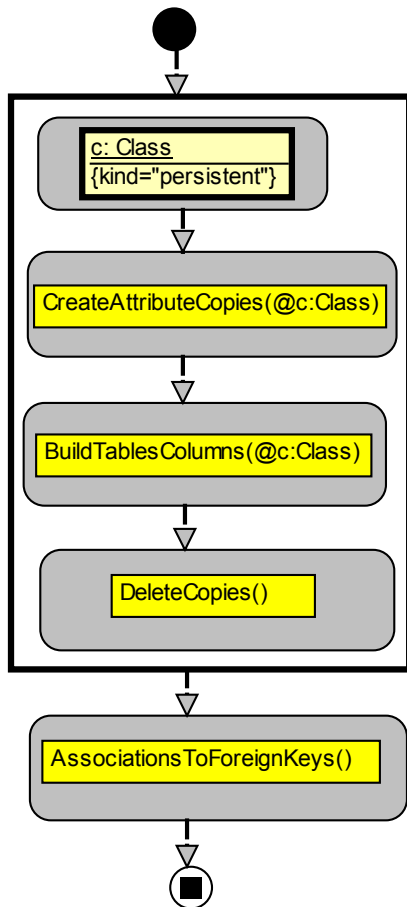 c: Class
{kind="persistent"}
CreateAttributeCopies(@c:Class)
BuildTablesColumns(@c:Class)
DeleteCopies()
AssociationsToForeignKeys()